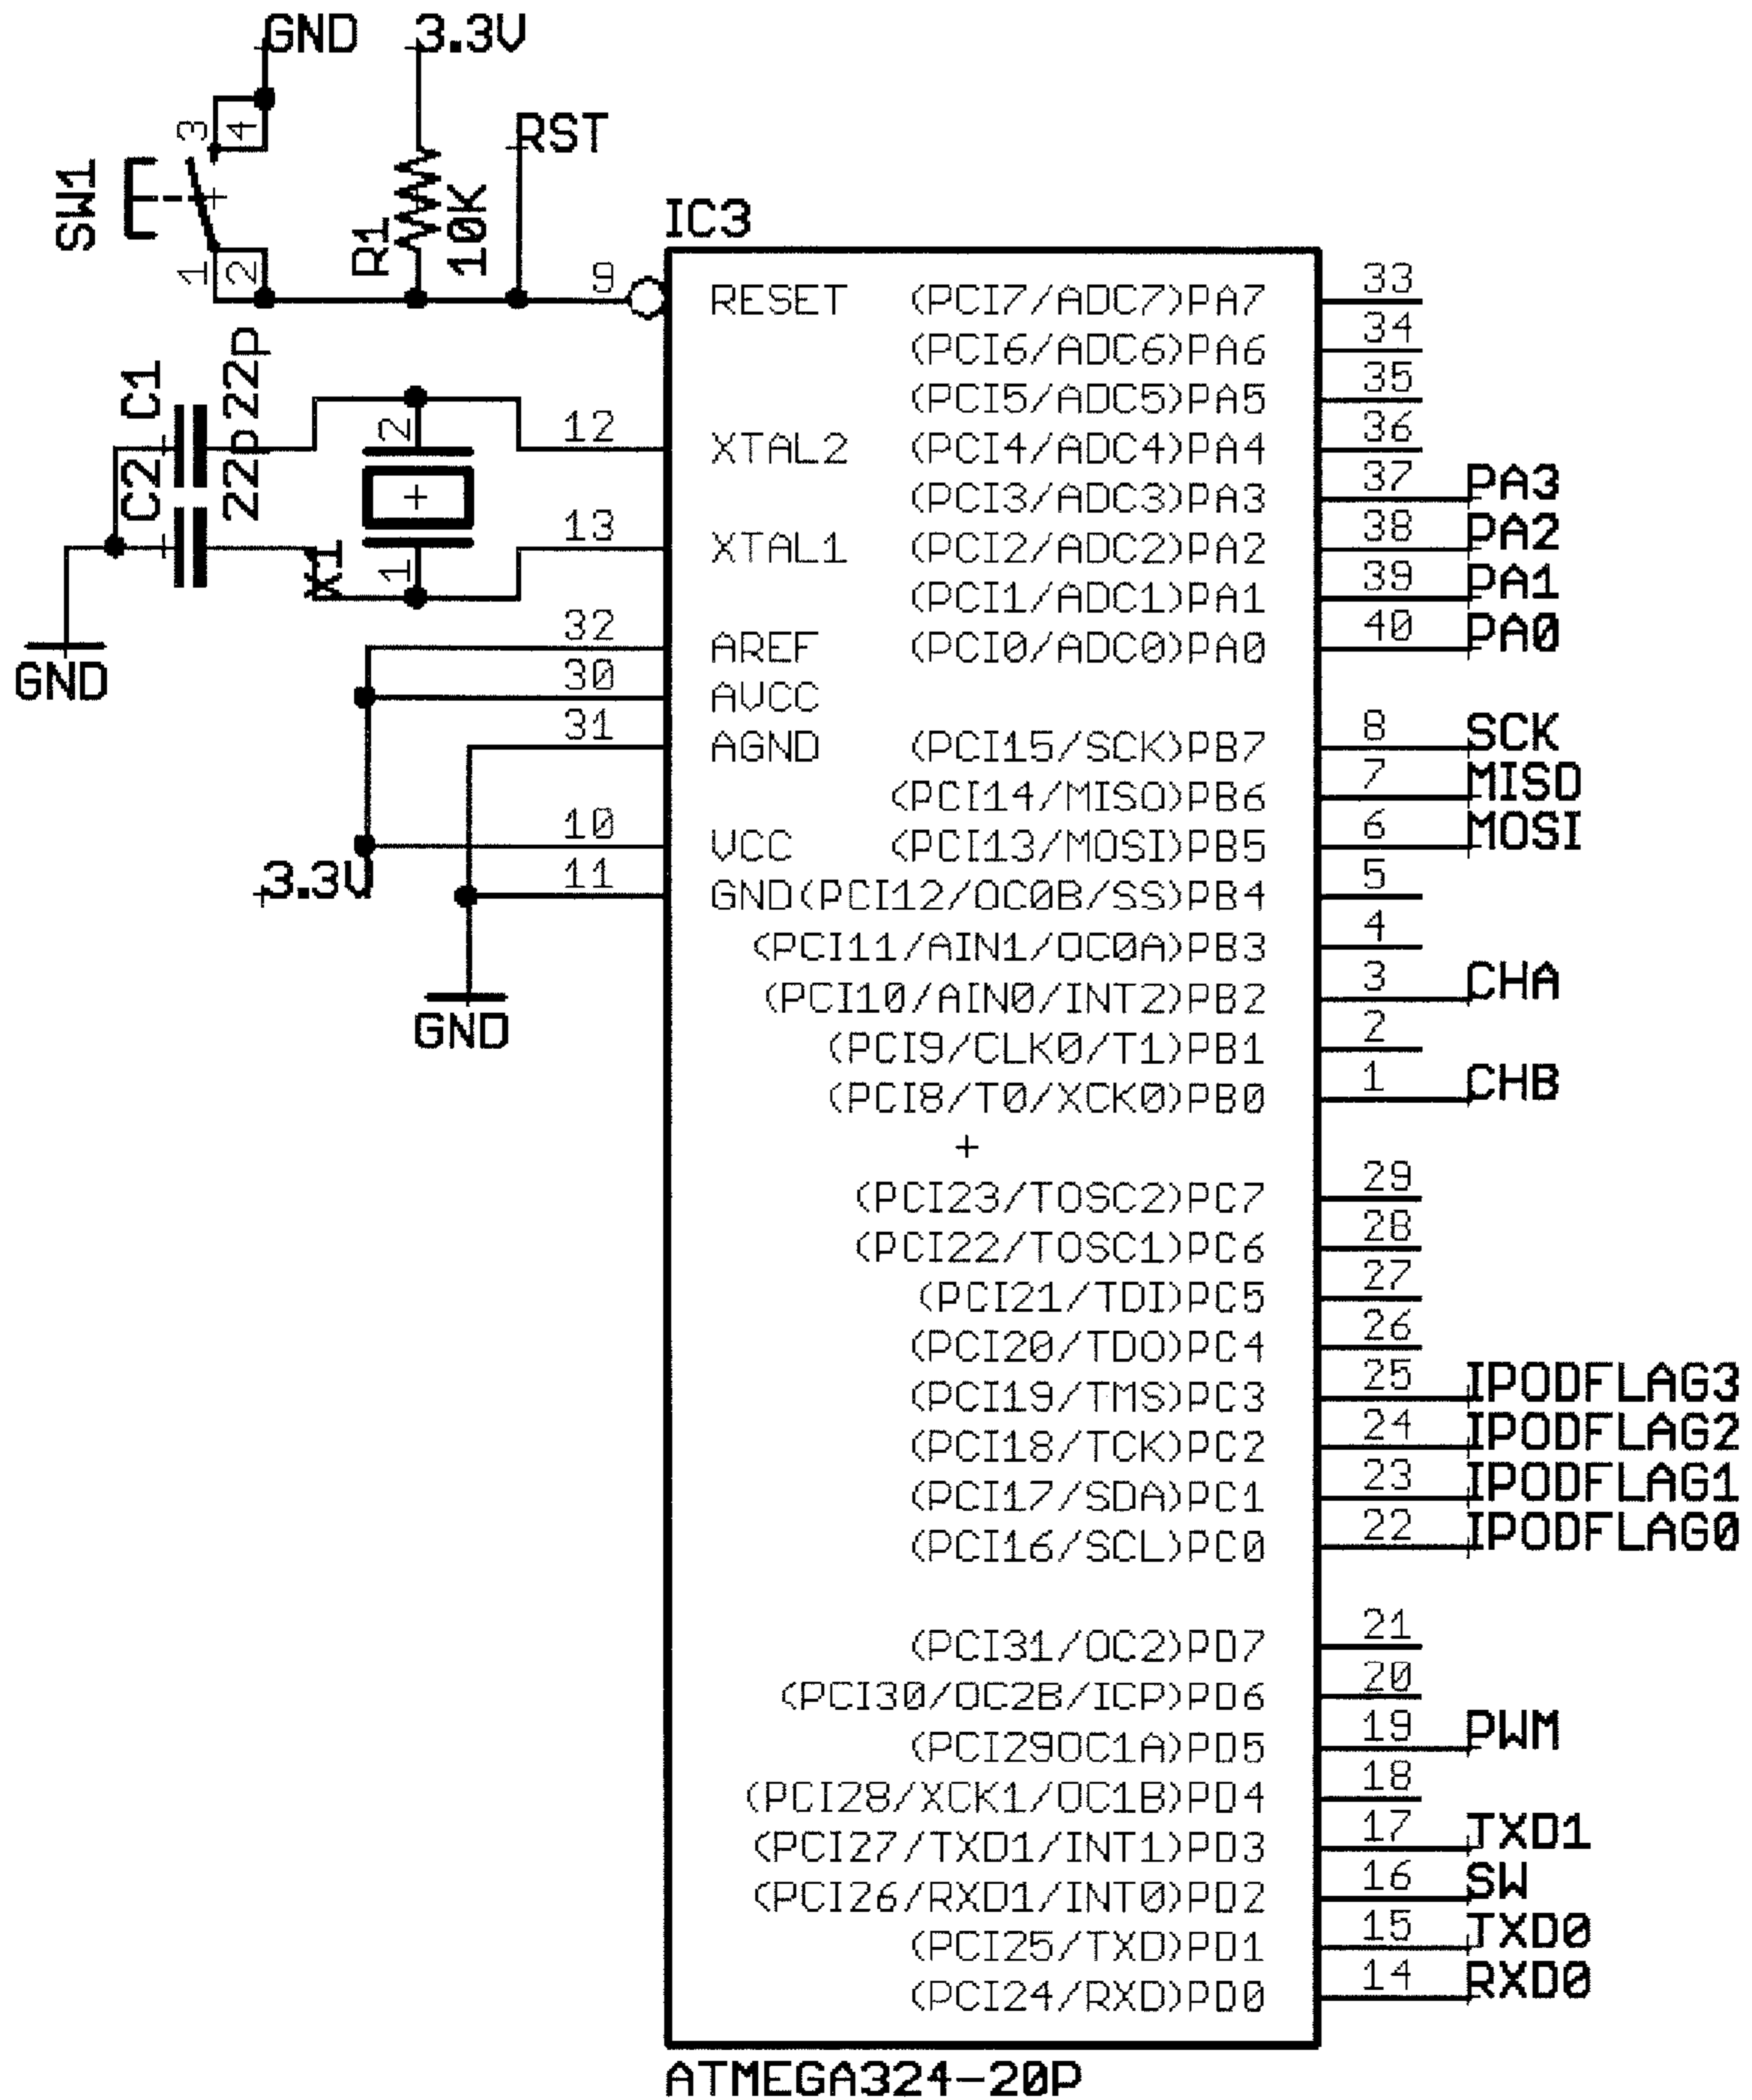 GND
3.3V
RST
3
4
SW1
R1
10K
1
2
IC3
9
RESET
(PCI7/ADC7)PA7
33
(PCI6/ADC6)PA6
34
(PCI5/ADC5)PA5
35
C1
22p
2
12
XTAL2
(PCI4/ADC4)PA4
36
C2
22p
(PCI3/ADC3)PA3
37
PA3
13
XTAL1
(PCI2/ADC2)PA2
38
PA2
X1
1
(PCI1/ADC1)PA1
39
PA1
GND
32
AREF
(PCI0/ADC0)PA0
40
PA0
30
AVCC
31
AGND
(PCI15/SCK)PB7
8
SCK
(PCI14/MISO)PB6
7
MISO
10
VCC
(PCI13/MOSI)PB5
6
MOSI
3.3V
11
GND
(PCI12/OC0B/SS)PB4
5
(PCI11/AIN1/OC0A)PB3
4
(PCI10/AIN0/INT2)PB2
3
CHA
GND
(PCI9/CLK0/T1)PB1
2
(PCI8/T0/XCK0)PB0
1
CHB
(PCI23/TOSC2)PC7
29
(PCI22/TOSC1)PC6
28
(PCI21/TDI)PC5
27
(PCI20/TDO)PC4
26
(PCI19/TMS)PC3
25
IPODFLAG3
(PCI18/TCK)PC2
24
IPODFLAG2
(PCI17/SDA)PC1
23
IPODFLAG1
(PCI16/SCL)PC0
22
IPODFLAG0
(PCI31/OC2)PD7
21
(PCI30/OC2B/ICP)PD6
20
(PCI29OC1A)PD5
19
PWM
(PCI28/XCK1/OC1B)PD4
18
(PCI27/TXD1/INT1)PD3
17
TXD1
(PCI26/RXD1/INT0)PD2
16
SW
(PCI25/TXD)PD1
15
TXD0
(PCI24/RXD)PD0
14
RXD0
ATMEGA324-20P